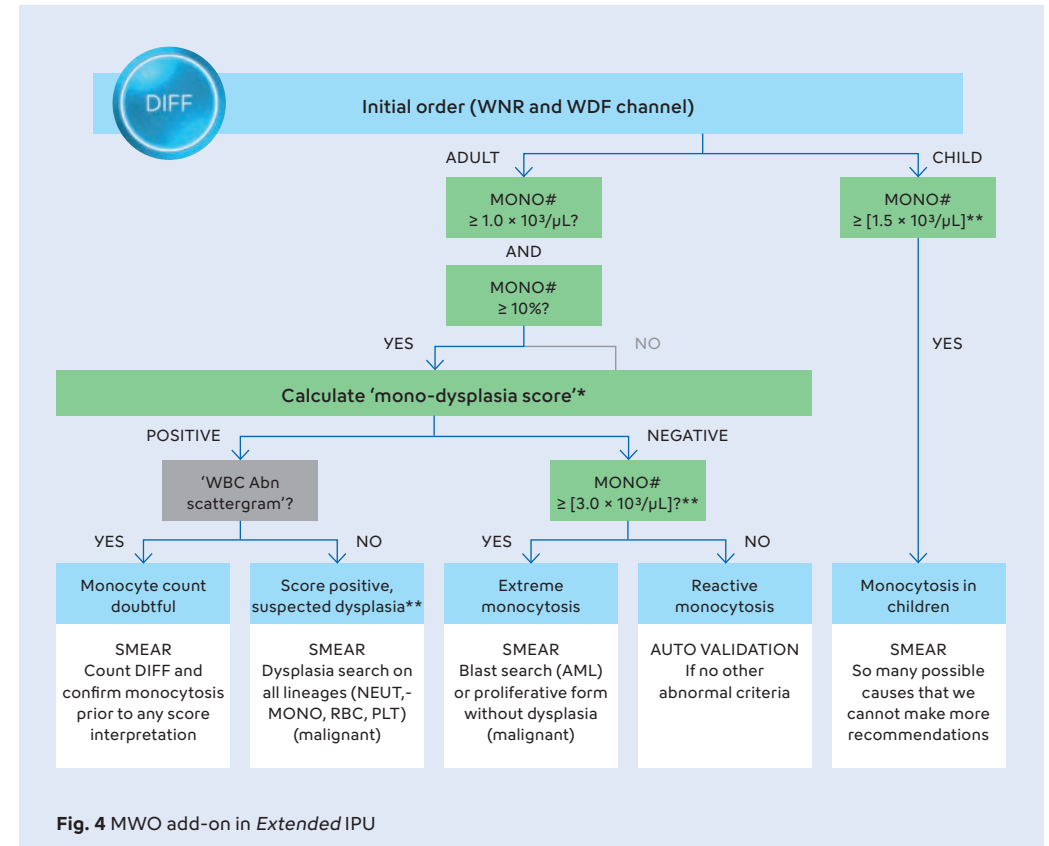 DIFF
Initial order (WNR and WDF channel)
ADULT
CHILD
MONO#
≥ 1.0 × 10³/µL?
MONO#
≥ [1.5 × 10³/µL]**
AND
MONO#
≥ 10%?
YES
NO
YES
Calculate ‘mono-dysplasia score’*
POSITIVE
NEGATIVE
‘WBC Abn
scattergram’?
MONO#
≥ [3.0 × 10³/µL]?**
YES
NO
YES
NO
Monocyte count
doubtful
SMEAR
Count DIFF and
confirm monocytosis
prior to any score
interpretation
Score positive,
suspected dysplasia**
SMEAR
Dysplasia search on
all lineages (NEUT,-
MONO, RBC, PLT)
(malignant)
Extreme
monocytosis
SMEAR
Blast search (AML)
or proliferative form
without dysplasia
(malignant)
Reactive
monocytosis
AUTO VALIDATION
If no other
abnormal criteria
Monocytosis in
children
SMEAR
So many possible
causes that we
cannot make more
recommendations
Fig. 4 MWO add-on in Extended IPU